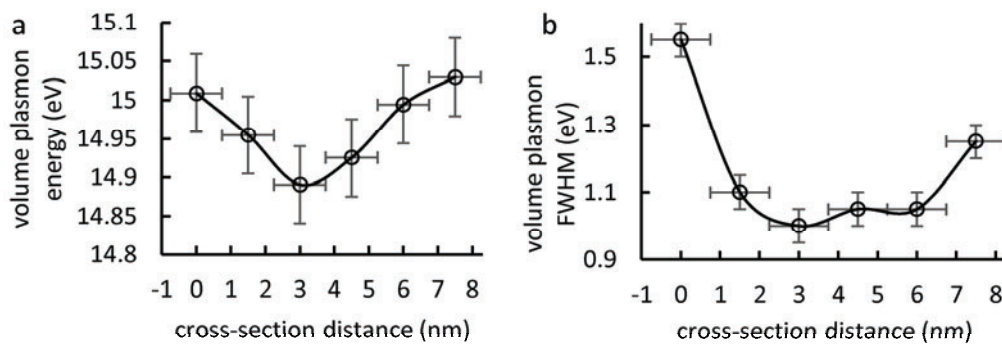 a
volume plasmon
energy (eV)
15.1
15.05
15
14.95
14.9
14.85
14.8
-1 0 1 2 3 4 5 6 7 8
cross-section distance (nm)
b
volume plasmon
FWHM (eV)
1.5
1.3
1.1
0.9
-1 0 1 2 3 4 5 6 7 8
cross-section distance (nm)